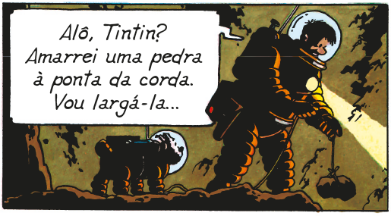 Alô, Tintin?
Amarrei uma pedra
à ponta da corda.
Vou largá-la...